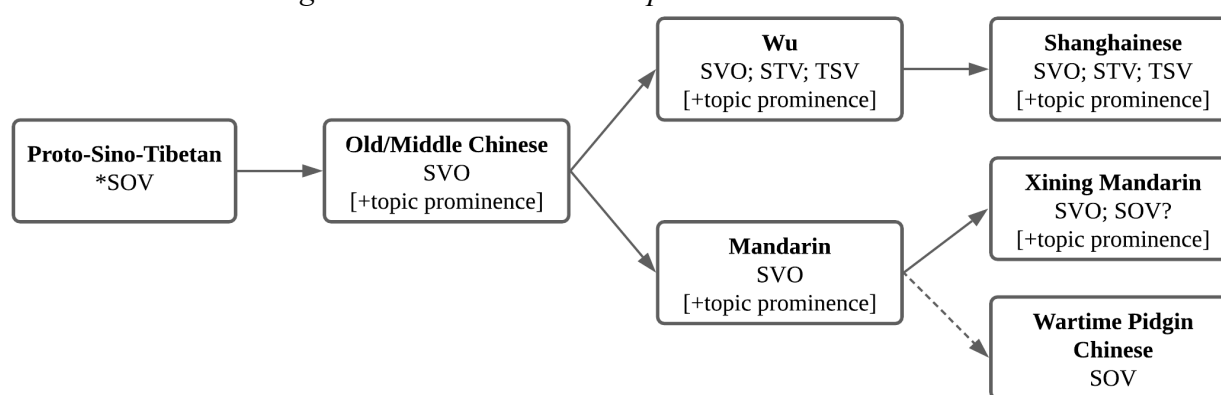 Wu
SVO; STV; TSV
[+topic prominence]
Shanghainese
SVO; STV; TSV
[+topic prominence]
Proto-Sino-Tibetan
*SOV
Old/Middle Chinese
SVO
[+topic prominence]
Xining Mandarin
SVO; SOV?
[+topic prominence]
Mandarin
SVO
[+topic prominence]
Wartime Pidgin
Chinese
SOV